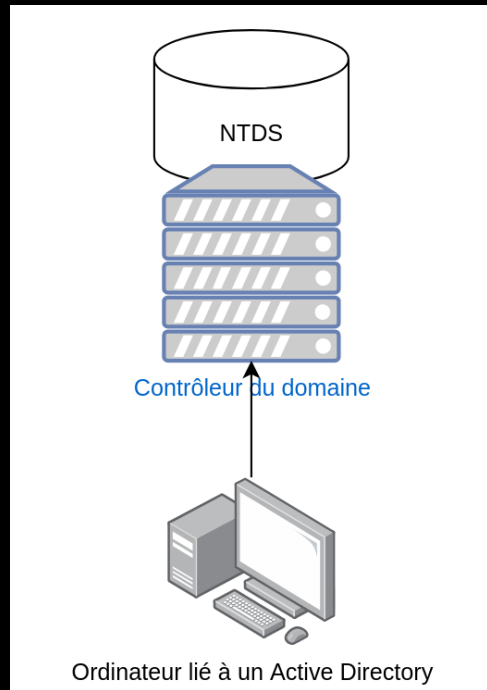 NTDS
Contrôleur du domaine
Ordinateur lié à un Active Directory